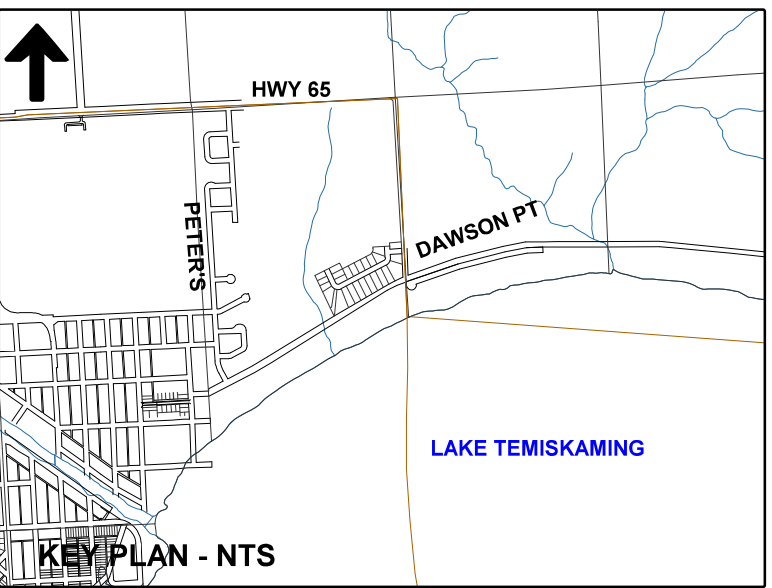 HWY 65
PETER'S
DAWSON PT
LAKE TEMISKAMING
KEY PLAN - NTS